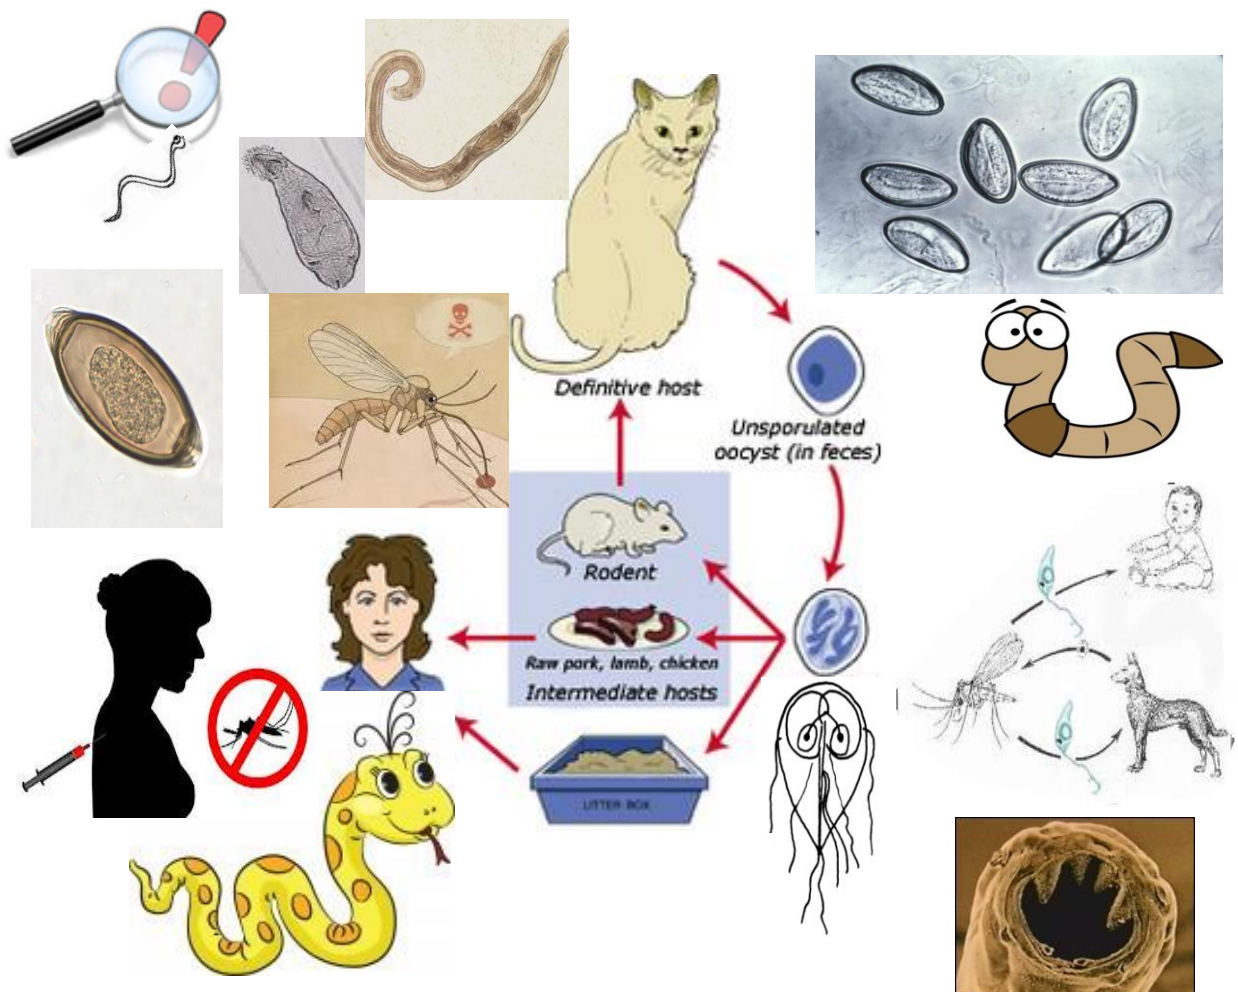 Definitive host
Unsporulated
oocyst (in feces)
Rodent
Raw pork, lamb, chicken
Intermediate hosts
LITTER BOX